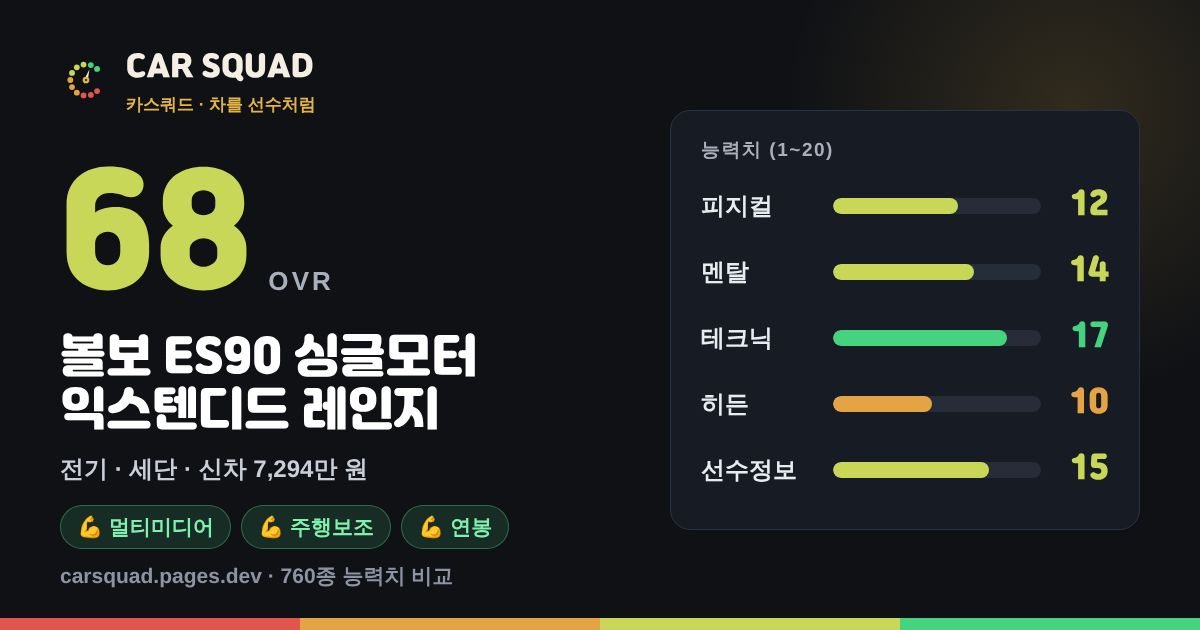 CAR SQUAD
카스쿼드 · 차를 선수처럼
68 OVR
볼보 ES90 싱글모터
익스텐디드 레인지
전기 · 세단 · 신차 7,294만 원
💪 멀티미디어 💪 주행보조 💪 연봉
carsquad.pages.dev · 760종 능력치 비교
능력치 (1~20)
피지컬 12
멘탈 14
테크닉 17
히든 10
선수정보 15